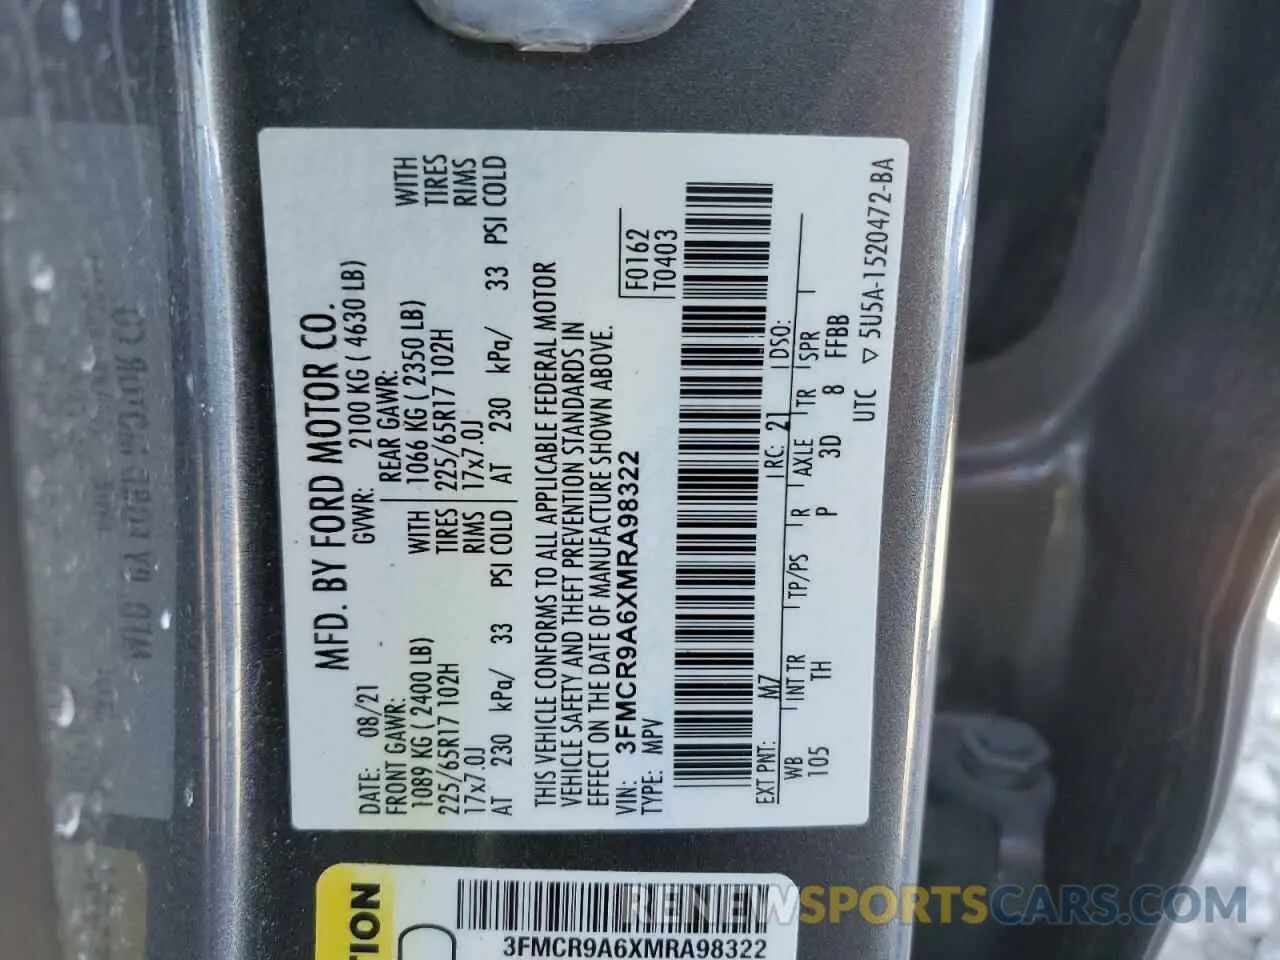 MFD. BY FORD MOTOR CO.
DATE: 08/21 GVWR: 2100 KG ( 4630 LB)
FRONT GAWR: REAR GAWR:
1089 KG ( 2400 LB) WITH 1066 KG ( 2350 LB) WITH
225/65R17 102H TIRES 225/65R17 102H TIRES
17x7.0J RIMS 17x7.0J RIMS
AT 230 kPa/ 33 PSI COLD AT 230 kPa/ 33 PSI COLD
THIS VEHICLE CONFORMS TO ALL APPLICABLE FEDERAL MOTOR
VEHICLE SAFETY AND THEFT PREVENTION STANDARDS IN
EFFECT ON THE DATE OF MANUFACTURE SHOWN ABOVE.
VIN: 3FMCR9A6XMRA98322 F0162
TYPE: MPV T0403
EXT PNT: M7 RC: 21 DSO:
WB INT TR TP/PS R AXLE TR SPR
105 TH P 3D 8 FFBB
UTC ▽ 5U5A-1520472-BA
TION
3FMCR9A6XMRA98322
RENEWSPORTSCARS.COM